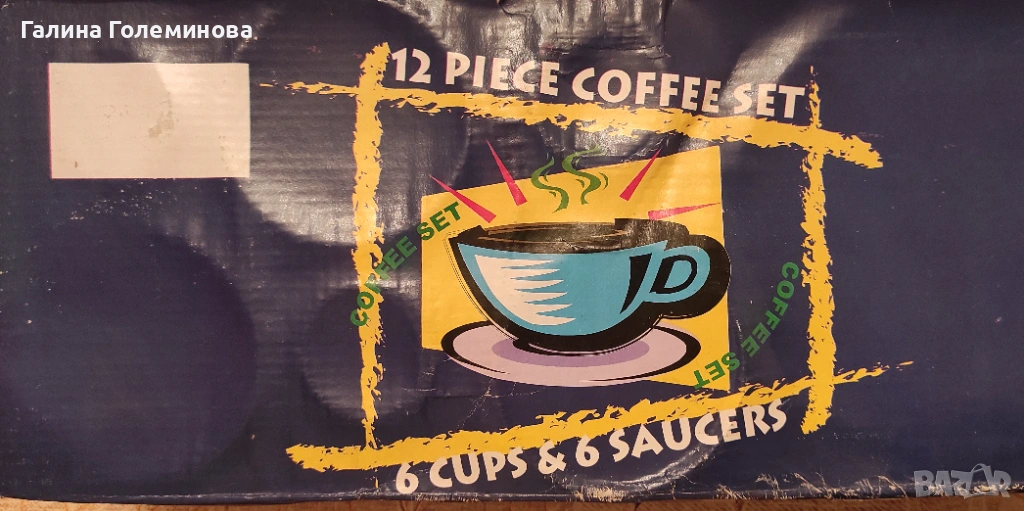 Галина Големинова
12 PIECE COFFEE SET
COFFEE SET
COFFEE SET
6 CUPS & 6 SAUCERS
BAZAR